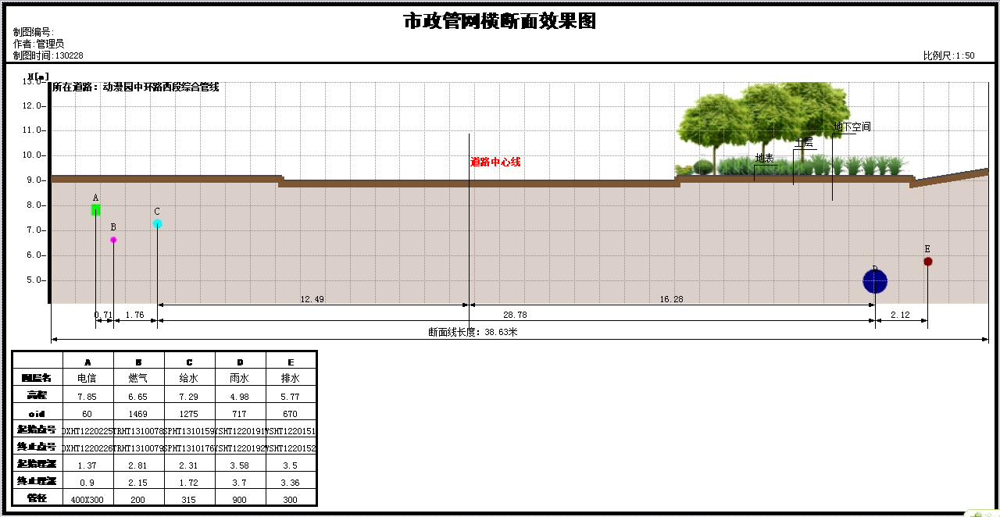 市政管网横断面效果图
制图编号:
作者:管理员
制图时间:130228
比例尺:1:50
H[m]
13.0
所在道路：动漫园中环路西段综合管线
12.0
11.0
10.0
9.0
8.0
7.0
6.0
5.0
地下空间
土层
地表
道路中心线
A
B
C
D
E
12.49
16.28
0.71
1.76
28.78
2.12
断面线长度：38.63米
A B C D E
图层名 电信 燃气 给水 雨水 排水
高程 7.85 6.65 7.29 4.98 5.77
oid 60 1469 1275 717 670
起始点号 DXHT1220225 TRHT1310078 SPHT1310159 YSHT1220191 WSHT1220151
终止点号 DXHT1220226 TRHT1310079 SPHT1310176 YSHT1220192 WSHT1220152
起始埋深 1.37 2.81 2.31 3.58 3.5
终止埋深 0.9 2.15 1.72 3.7 3.36
管径 400X300 200 315 900 300